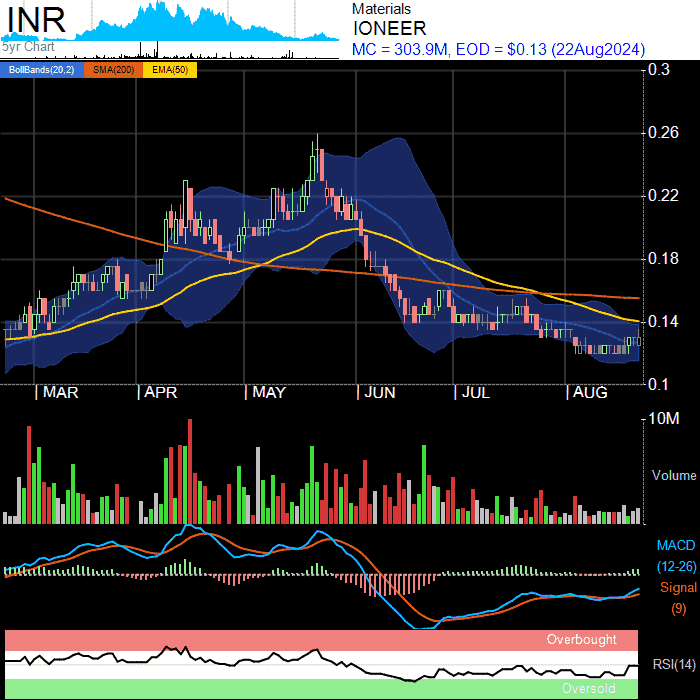 INR
5yr Chart
Materials
IONEER
MC = 303.9M, EOD = $0.13 (22Aug2024)
BollBands(20,2) SMA(200) EMA(50)
0.3
0.26
0.22
0.18
0.14
0.1
| MAR | APR | MAY | JUN | JUL | AUG
10M
Volume
MACD
(12-26)
Signal
(9)
Overbought
RSI(14)
Oversold